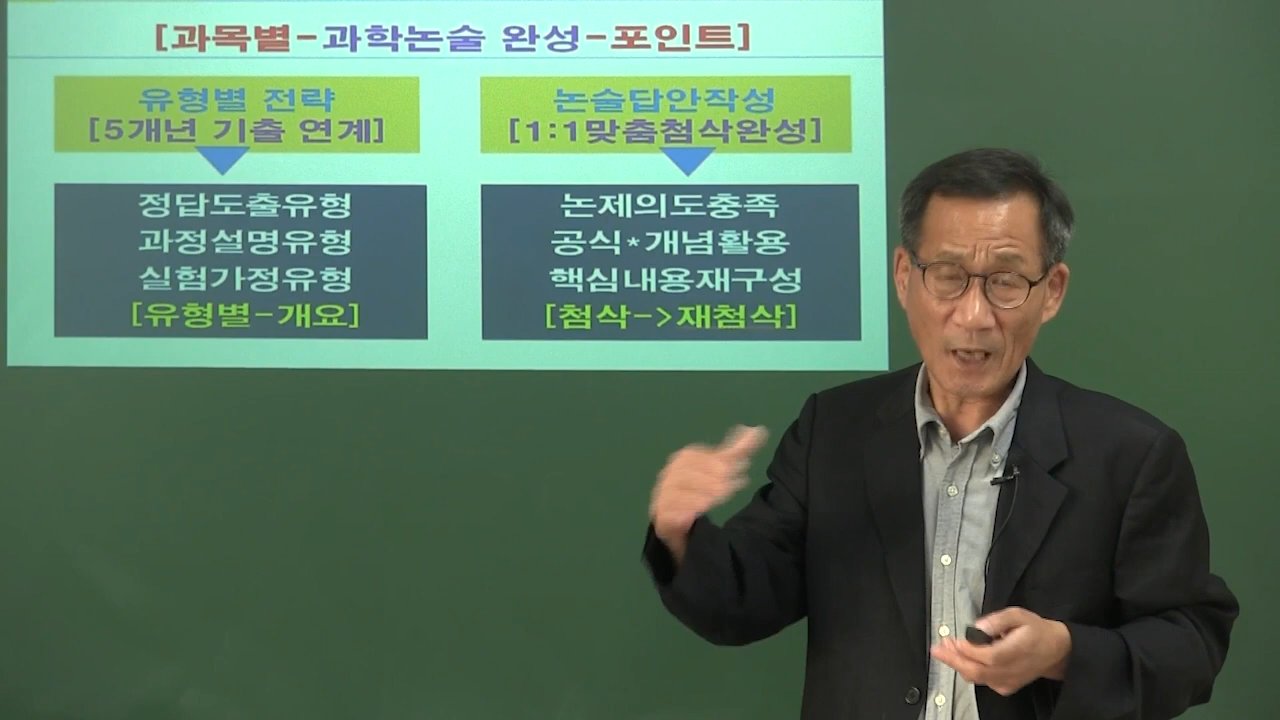 [과목별-과학논술 완성-포인트]
유형별 전략
[5개년 기출 연계]
정답도출유형
과정설명유형
실험가정유형
[유형별-개요]
논술답안작성
[1:1맞춤첨삭완성]
논제의도충족
공식*개념활용
핵심내용재구성
[첨삭->재첨삭]